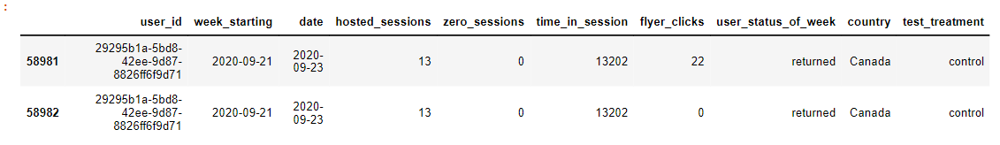 :
user_id week_starting date hosted_sessions zero_sessions time_in_session flyer_clicks user_status_of_week country test_treatment
58981 29295b1a-5bd8-42ee-9d87-8826ff6f9d71 2020-09-21 2020-09-23 13 0 13202 22 returned Canada control
58982 29295b1a-5bd8-42ee-9d87-8826ff6f9d71 2020-09-21 2020-09-23 13 0 13202 0 returned Canada control